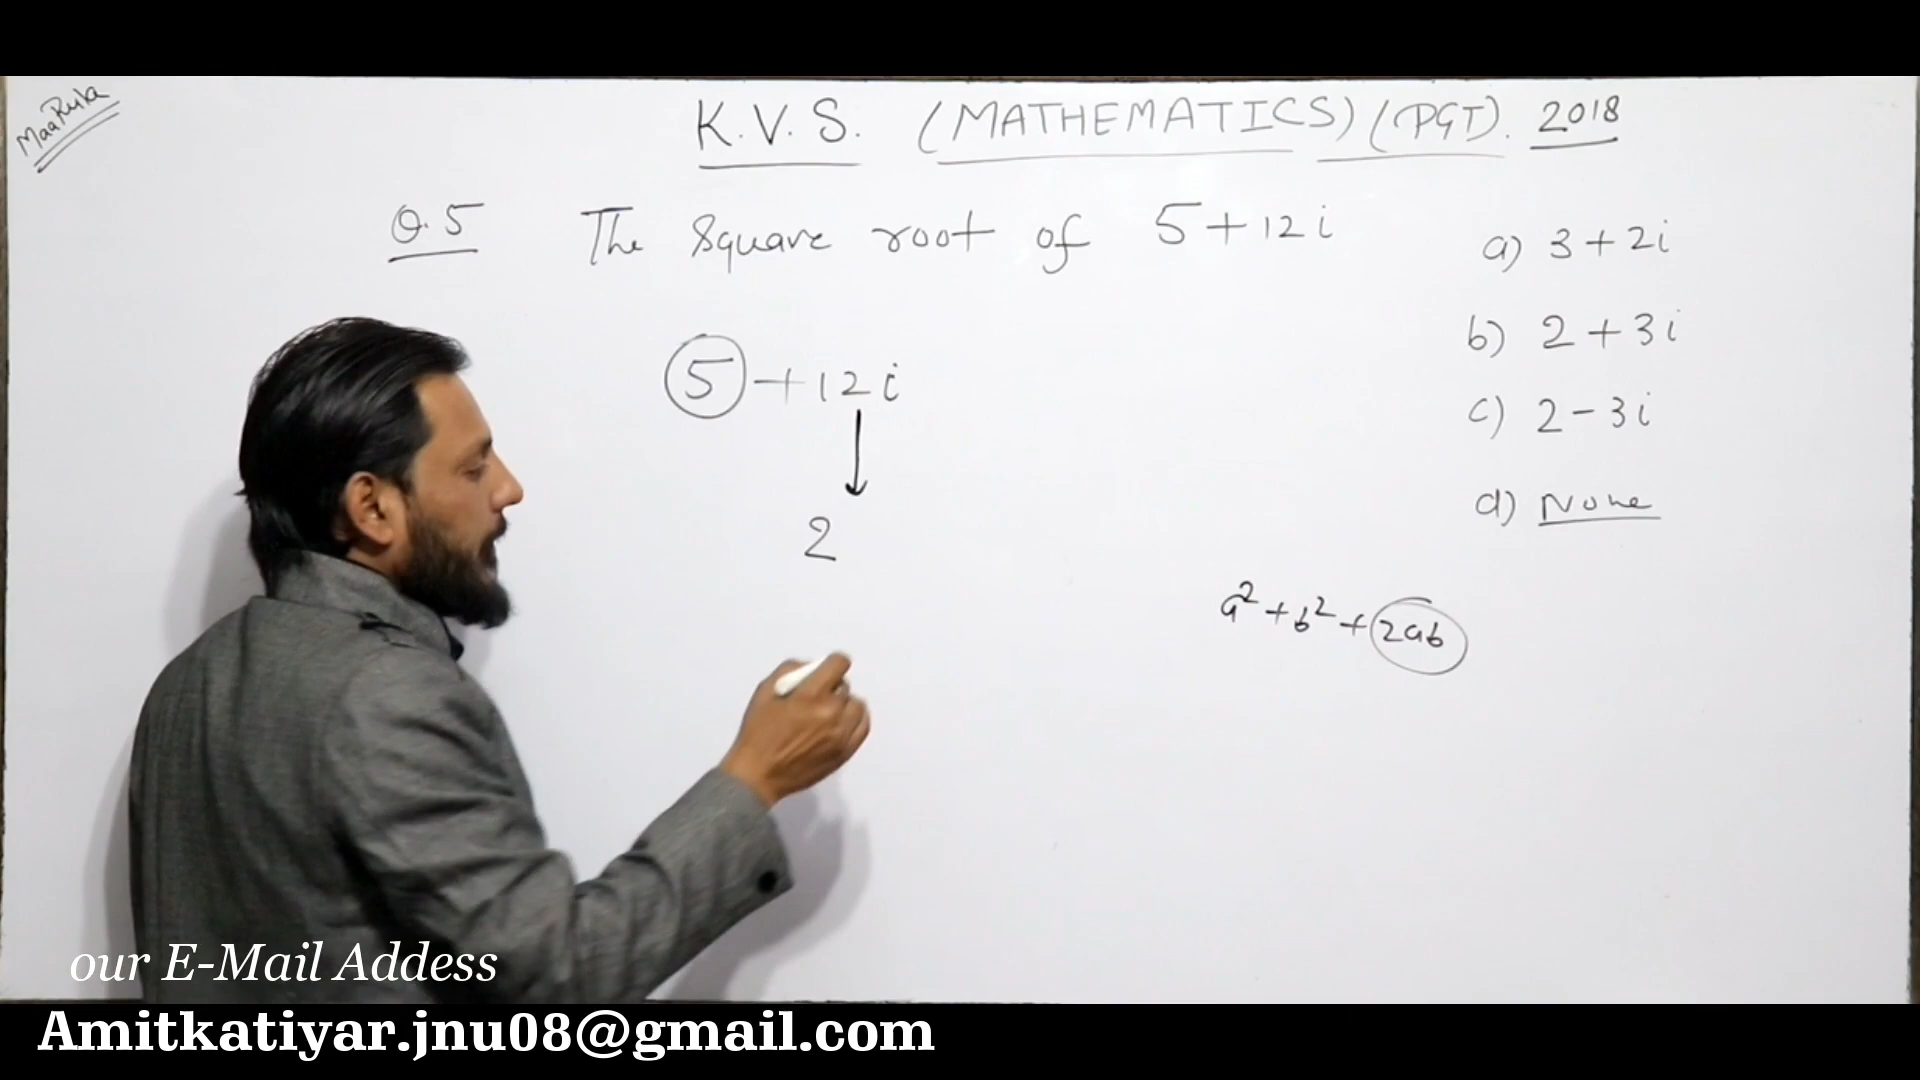 MaaRula
K.V.S. (MATHEMATICS) (PGT). 2018
Q.5 The Square root of 5+12i
a) 3+2i
b) 2+3i
c) 2-3i
d) None
5+12i
2
a²+b²+2ab
our E-Mail Addess
Amitkatiyar.jnu08@gmail.com